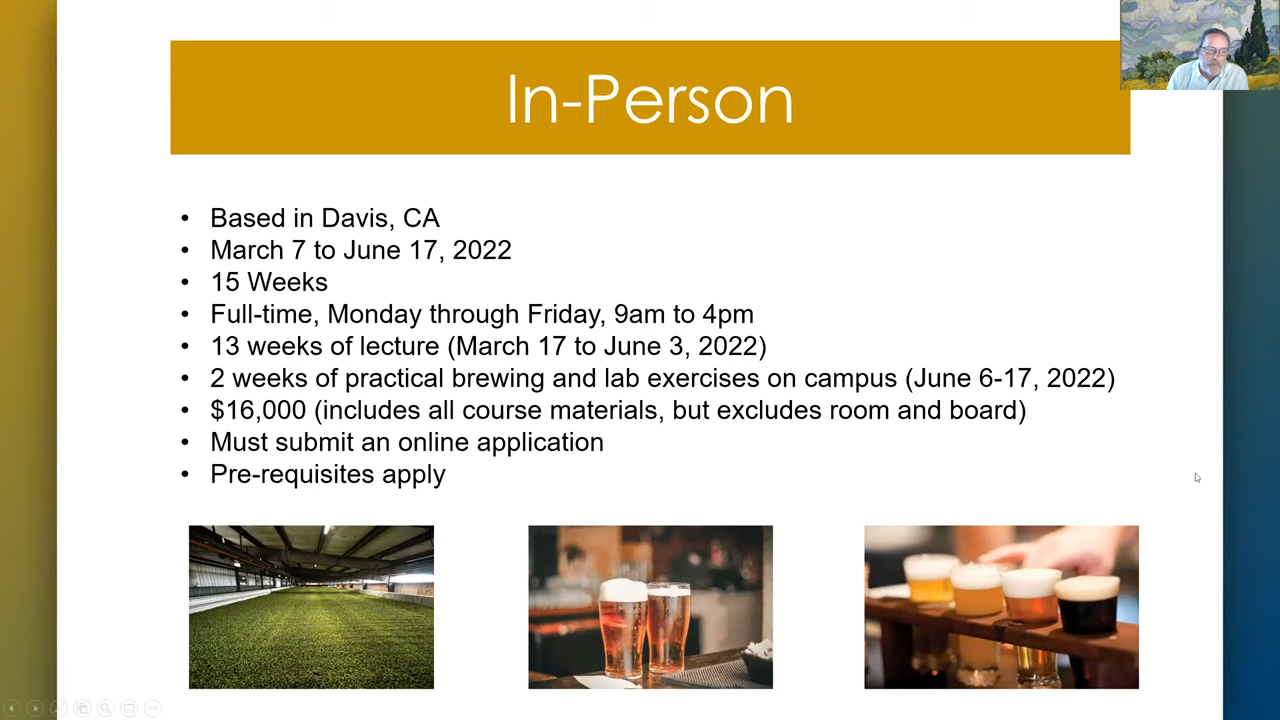 In-Person
• Based in Davis, CA
• March 7 to June 17, 2022
• 15 Weeks
• Full-time, Monday through Friday, 9am to 4pm
• 13 weeks of lecture (March 17 to June 3, 2022)
• 2 weeks of practical brewing and lab exercises on campus (June 6-17, 2022)
• $16,000 (includes all course materials, but excludes room and board)
• Must submit an online application
• Pre-requisites apply